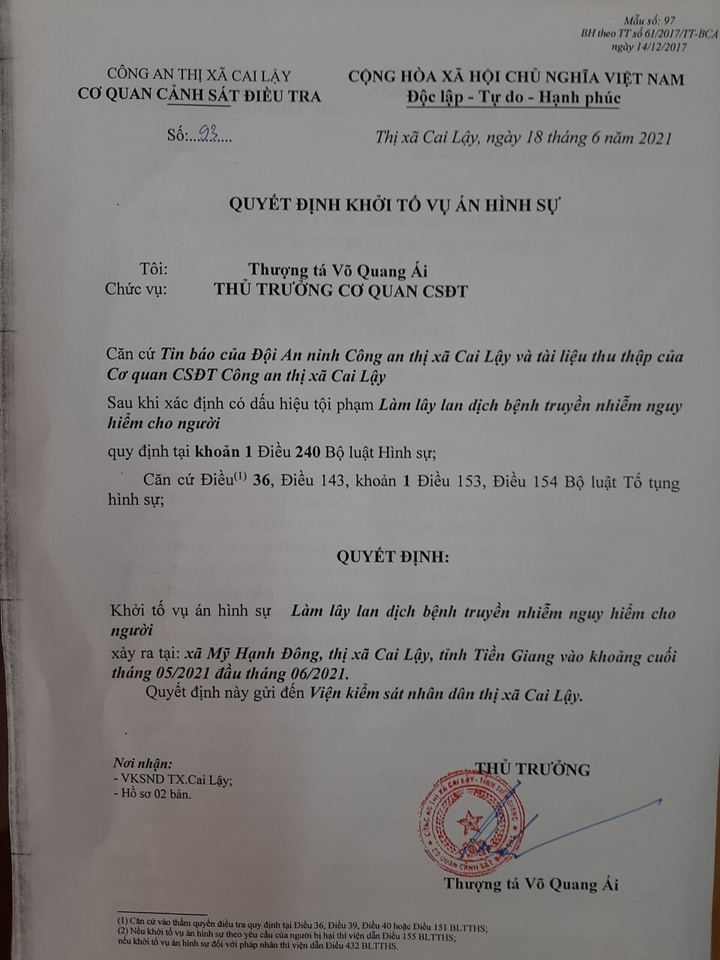 Mẫu số: 97
BH theo TT số 61/2017/TT-BCA
ngày 14/12/2017
CÔNG AN THỊ XÃ CAI LẬY
CƠ QUAN CẢNH SÁT ĐIỀU TRA
CỘNG HÒA XÃ HỘI CHỦ NGHĨA VIỆT NAM
Độc lập - Tự do - Hạnh phúc
Số:...93.....
Thị xã Cai Lậy, ngày 18 tháng 6 năm 2021
QUYẾT ĐỊNH KHỞI TỐ VỤ ÁN HÌNH SỰ
Tôi: Thượng tá Võ Quang Ái
Chức vụ: THỦ TRƯỞNG CƠ QUAN CSĐT
Căn cứ Tin báo của Đội An ninh Công an thị xã Cai Lậy và tài liệu thu thập của
Cơ quan CSĐT Công an thị xã Cai Lậy
Sau khi xác định có dấu hiệu tội phạm Làm lây lan dịch bệnh truyền nhiễm nguy
hiểm cho người
quy định tại khoản 1 Điều 240 Bộ luật Hình sự;
Căn cứ Điều(1) 36, Điều 143, khoản 1 Điều 153, Điều 154 Bộ luật Tố tụng
hình sự;
QUYẾT ĐỊNH:
Khởi tố vụ án hình sự Làm lây lan dịch bệnh truyền nhiễm nguy hiểm cho
người
xảy ra tại: xã Mỹ Hạnh Đông, thị xã Cai Lậy, tỉnh Tiền Giang vào khoảng cuối
tháng 05/2021 đầu tháng 06/2021.
Quyết định này gửi đến Viện kiểm sát nhân dân thị xã Cai Lậy.
Nơi nhận:
- VKSND TX.Cai Lậy;
- Hồ sơ 02 bản.
THỦ TRƯỞNG
CÔNG AN THỊ XÃ CAI LẬY - TỈNH TIỀN GIANG
CƠ QUAN CẢNH SÁT ĐIỀU TRA
Thượng tá Võ Quang Ái
(1) Căn cứ vào thẩm quyền điều tra quy định tại Điều 36, Điều 39, Điều 40 hoặc Điều 151 BLTTHS;
(2) Nếu khởi tố vụ án hình sự theo yêu cầu của người bị hại thì viện dẫn Điều 155 BLTTHS;
nếu khởi tố vụ án hình sự đối với pháp nhân thì viện dẫn Điều 432 BLTTHS.